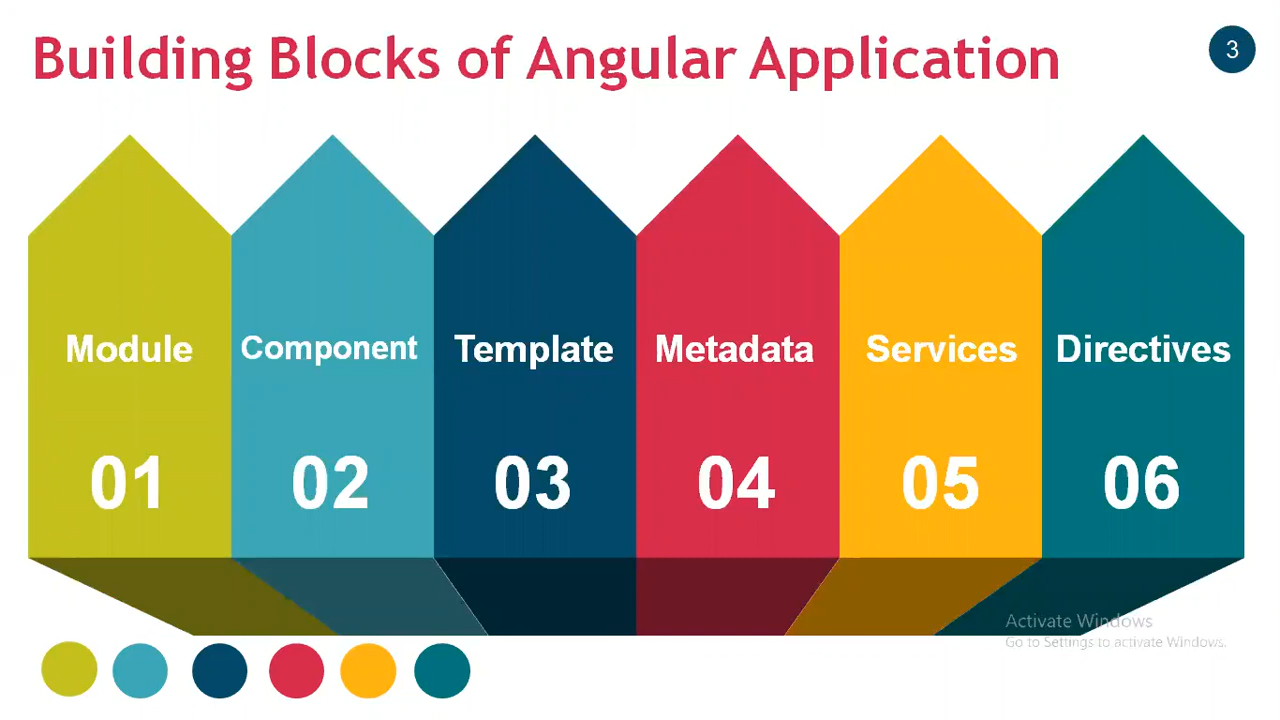 Building Blocks of Angular Application
3
Module
Component
Template
Metadata
Services
Directives
01
02
03
04
05
06
Activate Windows
Go to Settings to activate Windows.